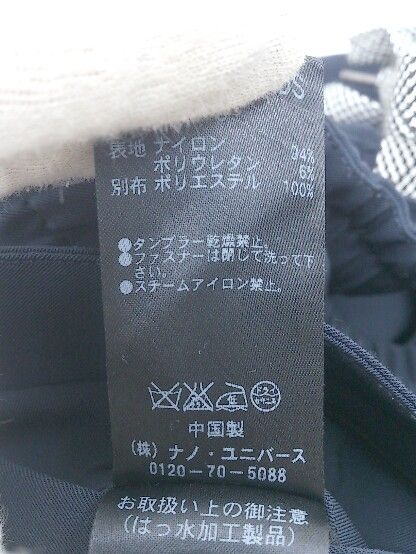 表地 ナイロン 94%
ポリウレタン 6%
別布 ポリエステル 100%
●タンブラー乾燥禁止。
●ファスナーは閉じて洗って下
さい。
●スチームアイロン禁止。
低 ドライ
中国製
(株) ナノ・ユニバース
0120-70-5088
お取扱い上の御注意
(はっ水加工製品)